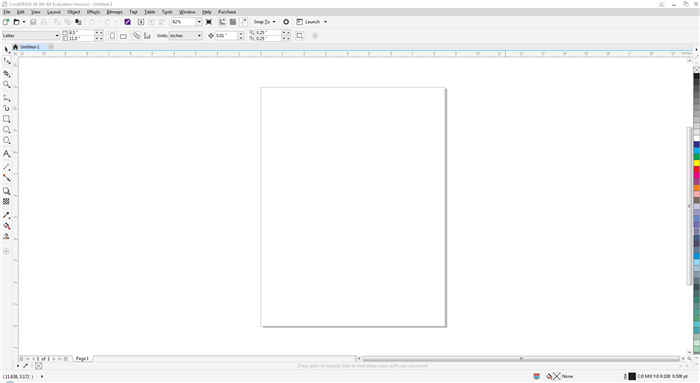 CorelDRAW X8 (64-Bit Evaluation Version) - Untitled-1
File Edit View Layout Object Effects Bitmaps Text Table Tools Window Help Purchase
62% Snap To Launch
Letter 8.5 " 11.0 " Units: inches 0.01 " 0.25 " 0.25 "
Untitled-1
1 of 1 Page 1
Drag colors (or objects) here to store these colors with your document
(11.638, 3.172) None C:0 M:0 Y:0 K:100 0.500 pt